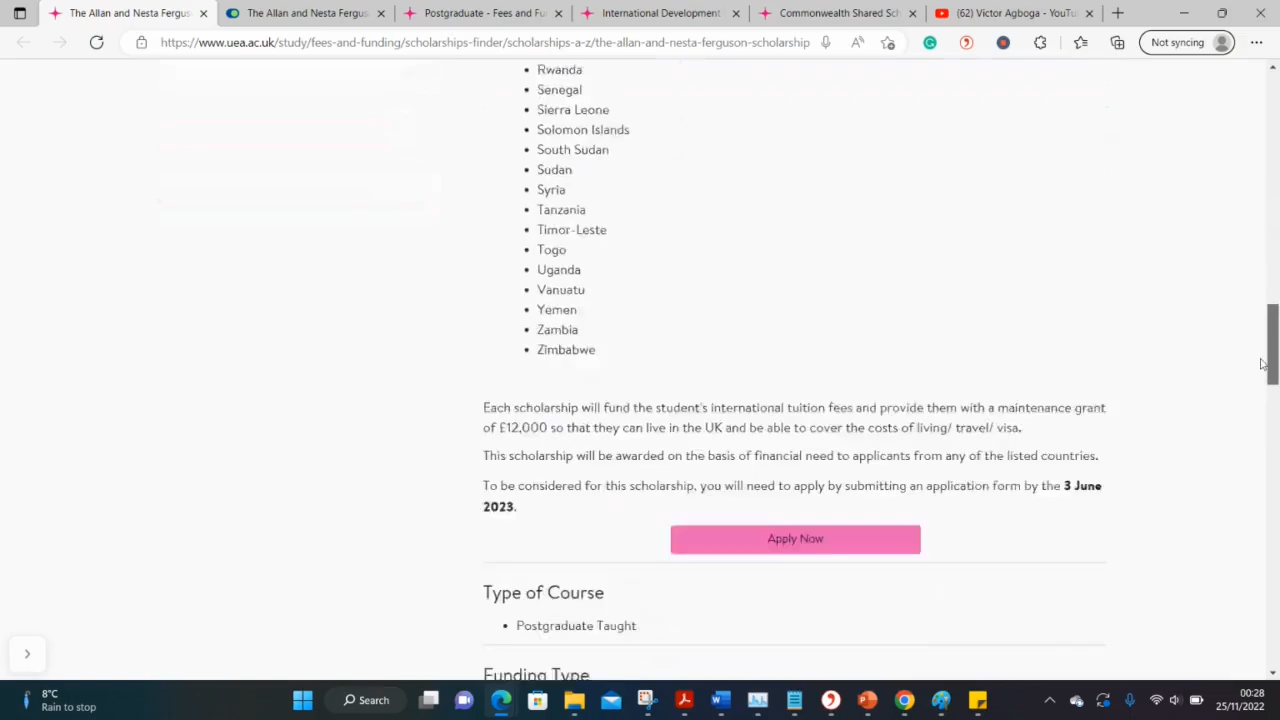 The Allan and Nesta Ferguso
The Allan and Nesta Fergus
Postgraduate - Fees and Fun
International Development
Commonwealth Shared Sch
(62) Victor Agboga - YouTu
https://www.uea.ac.uk/study/fees-and-funding/scholarships-finder/scholarships-a-z/the-allan-and-nesta-ferguson-scholarship
Not syncing
Rwanda
Senegal
Sierra Leone
Solomon Islands
South Sudan
Sudan
Syria
Tanzania
Timor-Leste
Togo
Uganda
Vanuatu
Yemen
Zambia
Zimbabwe
Each scholarship will fund the student's international tuition fees and provide them with a maintenance grant
of £12,000 so that they can live in the UK and be able to cover the costs of living/ travel/ visa.
This scholarship will be awarded on the basis of financial need to applicants from any of the listed countries.
To be considered for this scholarship, you will need to apply by submitting an application form by the 3 June
2023.
Apply Now
Type of Course
Postgraduate Taught
Funding Type
8°C
Rain to stop
Search
00:28
25/11/2022